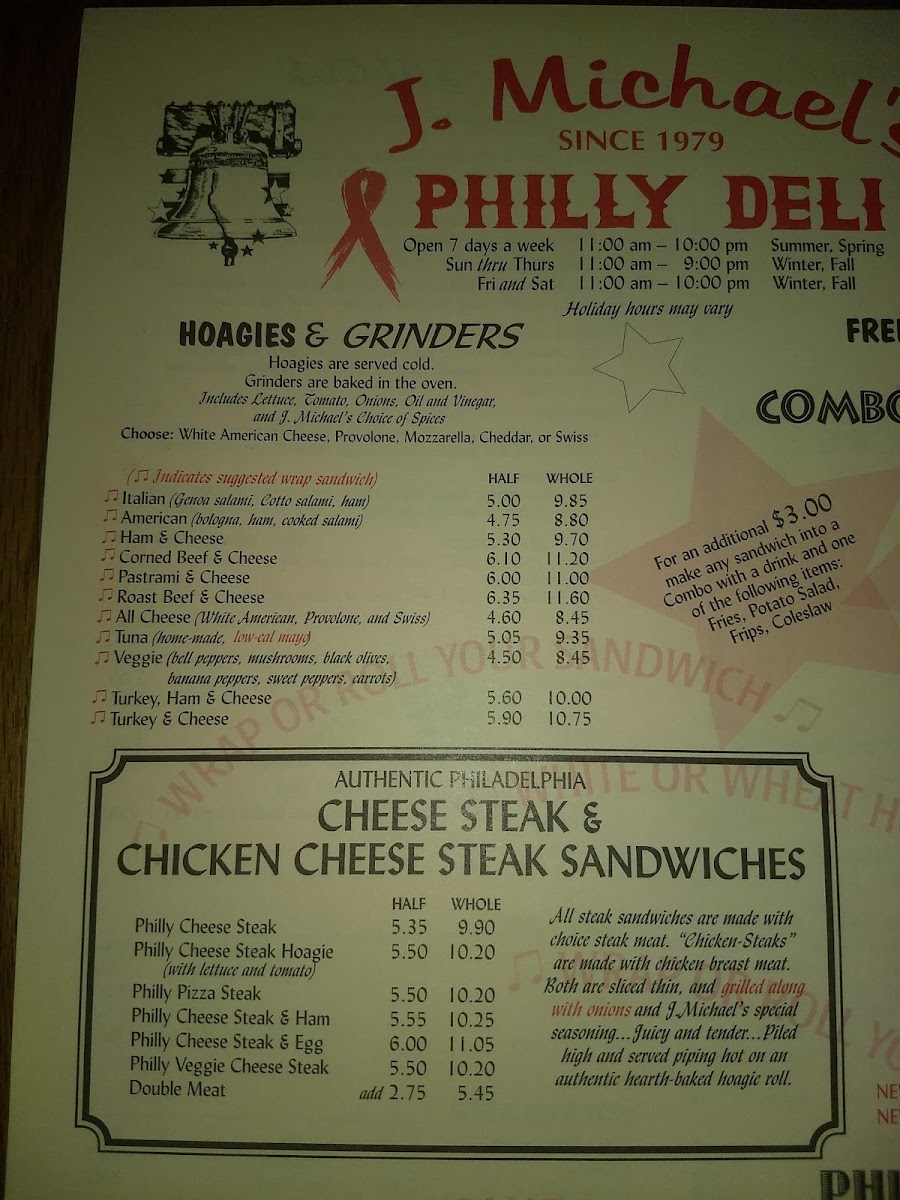 J. Michael's
SINCE 1979
PHILLY DELI
Open 7 days a week 11:00 am – 10:00 pm Summer, Spring
Sun thru Thurs 11:00 am – 9:00 pm Winter, Fall
Fri and Sat 11:00 am – 10:00 pm Winter, Fall
Holiday hours may vary
HOAGIES & GRINDERS
Hoagies are served cold.
Grinders are baked in the oven.
Includes Lettuce, Tomato, Onions, Oil and Vinegar,
and J. Michael's Choice of Spices
Choose: White American Cheese, Provolone, Mozzarella, Cheddar, or Swiss
(♫ Indicates suggested wrap sandwich) HALF WHOLE
♫ Italian (Genoa salami, Cotto salami, ham) 5.00 9.85
♫ American (bologna, ham, cooked salami) 4.75 8.80
♫ Ham & Cheese 5.30 9.70
♫ Corned Beef & Cheese 6.10 11.20
♫ Pastrami & Cheese 6.00 11.00
♫ Roast Beef & Cheese 6.35 11.60
♫ All Cheese (White American, Provolone, and Swiss) 4.60 8.45
♫ Tuna (home-made, low-cal mayo) 5.05 9.35
♫ Veggie (bell peppers, mushrooms, black olives, 4.50 8.45
banana peppers, sweet peppers, carrots)
♫ Turkey, Ham & Cheese 5.60 10.00
♫ Turkey & Cheese 5.90 10.75
For an additional $3.00
make any sandwich into a
Combo with a drink and one
of the following items:
Fries, Potato Salad,
Frips, Coleslaw
♫ WRAP OR ROLL YOUR SANDWICH ♫
WHITE OR WHEAT H
AUTHENTIC PHILADELPHIA
CHEESE STEAK &
CHICKEN CHEESE STEAK SANDWICHES
HALF WHOLE
Philly Cheese Steak 5.35 9.90
Philly Cheese Steak Hoagie 5.50 10.20
(with lettuce and tomato)
Philly Pizza Steak 5.50 10.20
Philly Cheese Steak & Ham 5.55 10.25
Philly Cheese Steak & Egg 6.00 11.05
Philly Veggie Cheese Steak 5.50 10.20
Double Meat add 2.75 5.45
All steak sandwiches are made with
choice steak meat. "Chicken-Steaks"
are made with chicken breast meat.
Both are sliced thin, and grilled along
with onions and J.Michael's special
seasoning...Juicy and tender...Piled
high and served piping hot on an
authentic hearth-baked hoagie roll.